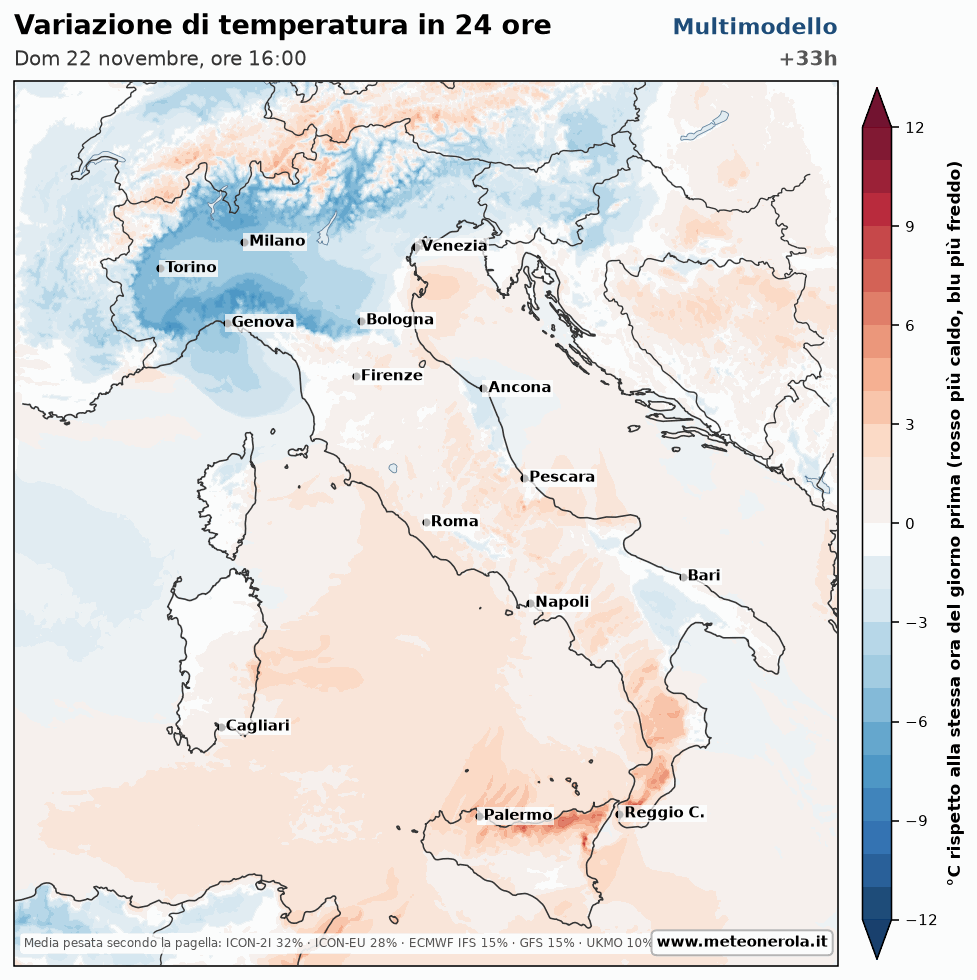 Variazione di temperatura in 24 ore
Multimodello
Dom 22 novembre, ore 16:00
+33h
Milano
Venezia
Torino
Genova
Bologna
Firenze
Ancona
Pescara
Roma
Bari
Napoli
Cagliari
Palermo
Reggio C.
12
9
6
3
0
−3
−6
−9
−12
°C rispetto alla stessa ora del giorno prima (rosso più caldo, blu più freddo)
Media pesata secondo la pagella: ICON-2I 32% · ICON-EU 28% · ECMWF IFS 15% · GFS 15% · UKMO 10%
www.meteonerola.it